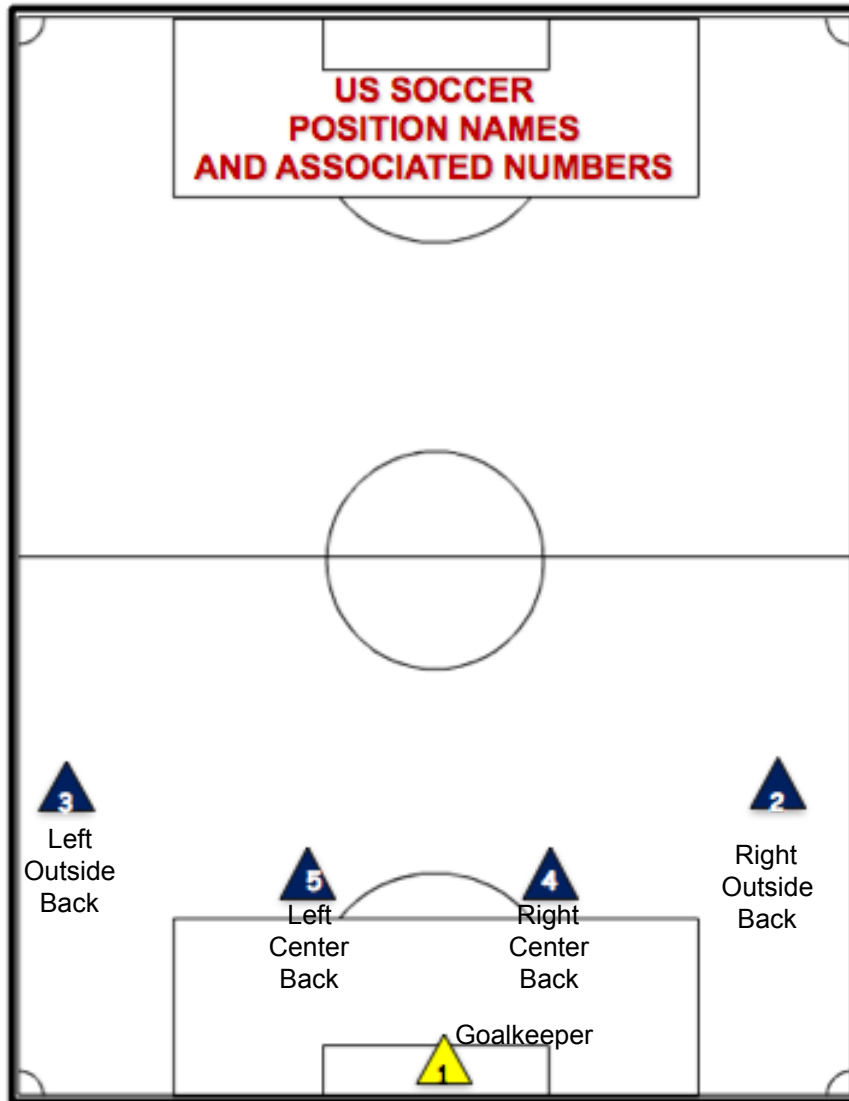 US SOCCER
POSITION NAMES
AND ASSOCIATED NUMBERS
3
Left
Outside
Back
2
Right
Outside
Back
5
Left
Center
Back
4
Right
Center
Back
Goalkeeper
1